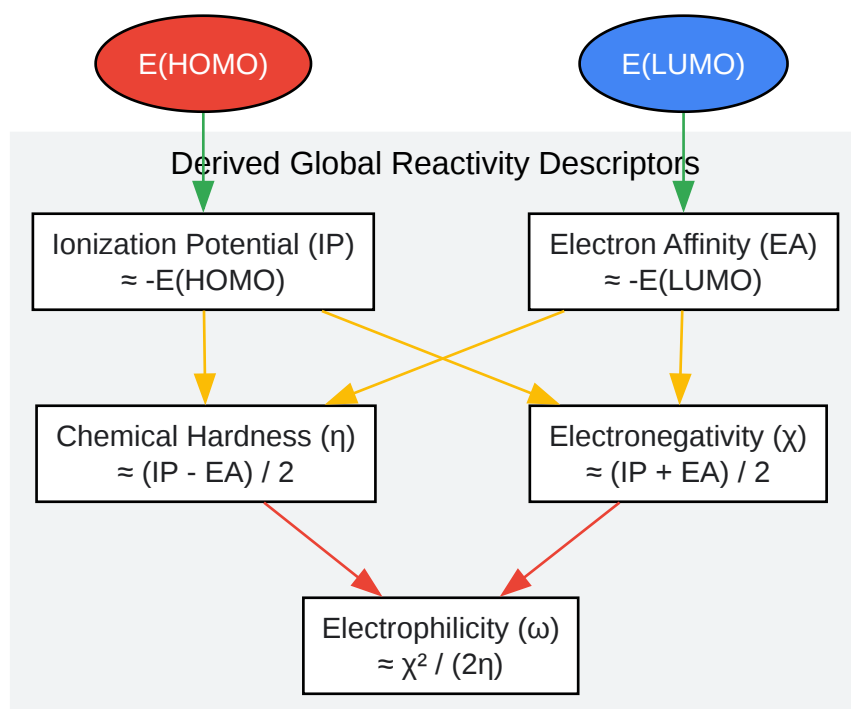 E(HOMO)
E(LUMO)
Derived Global Reactivity Descriptors
Ionization Potential (IP)
≈ -E(HOMO)
Electron Affinity (EA)
≈ -E(LUMO)
Chemical Hardness (η)
≈ (IP - EA) / 2
Electronegativity (χ)
≈ (IP + EA) / 2
Electrophilicity (ω)
≈ χ² / (2η)